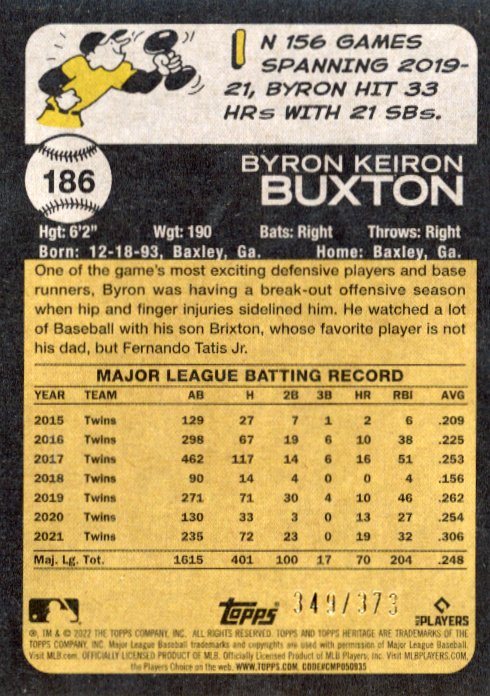 IN 156 GAMES
SPANNING 2019-
21, BYRON HIT 33
HRs WITH 21 SBs.
186
BYRON KEIRON
BUXTON
Hgt: 6'2" Wgt: 190 Bats: Right Throws: Right
Born: 12-18-93, Baxley, Ga. Home: Baxley, Ga.
One of the game's most exciting defensive players and base
runners, Byron was having a break-out offensive season
when hip and finger injuries sidelined him. He watched a lot
of Baseball with his son Brixton, whose favorite player is not
his dad, but Fernando Tatis Jr.
MAJOR LEAGUE BATTING RECORD
YEAR TEAM AB H 2B 3B HR RBI AVG
2015 Twins 129 27 7 1 2 6 .209
2016 Twins 298 67 19 6 10 38 .225
2017 Twins 462 117 14 6 16 51 .253
2018 Twins 90 14 4 0 0 4 .156
2019 Twins 271 71 30 4 10 46 .262
2020 Twins 130 33 3 0 13 27 .254
2021 Twins 235 72 23 0 19 32 .306
Maj. Lg. Tot. 1615 401 100 17 70 204 .248
topps 349/373
MLB PLAYERS
®, TM & © 2022 THE TOPPS COMPANY, INC. ALL RIGHTS RESERVED. TOPPS AND TOPPS HERITAGE ARE TRADEMARKS OF THE
TOPPS COMPANY, INC. Major League Baseball trademarks and copyrights are used with permission of Major League Baseball.
Visit MLB.com. OFFICIALLY LICENSED PRODUCT OF MLB Players, Inc. Officially Licensed Product of MLB Players, Inc. Visit MLBPLAYERS.com,
the Players Choice on the web. WWW.TOPPS.COM CODE#CMP050935